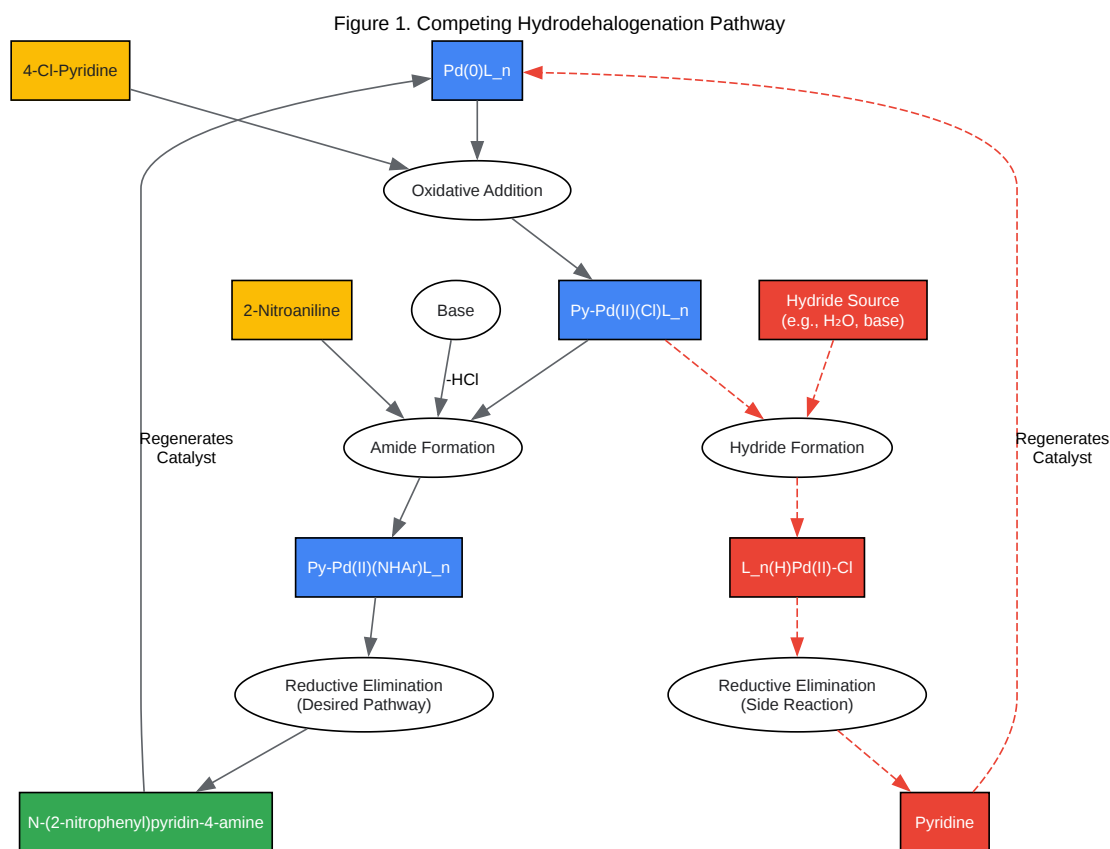 Figure 1. Competing Hydrodehalogenation Pathway
4-Cl-Pyridine
Pd(0)L_n
Oxidative Addition
2-Nitroaniline
Base
Py-Pd(II)(Cl)L_n
Hydride Source
(e.g., H₂O, base)
-HCl
Regenerates
Catalyst
Amide Formation
Hydride Formation
Regenerates
Catalyst
Py-Pd(II)(NHAr)L_n
L_n(H)Pd(II)-Cl
Reductive Elimination
(Desired Pathway)
Reductive Elimination
(Side Reaction)
N-(2-nitrophenyl)pyridin-4-amine
Pyridine